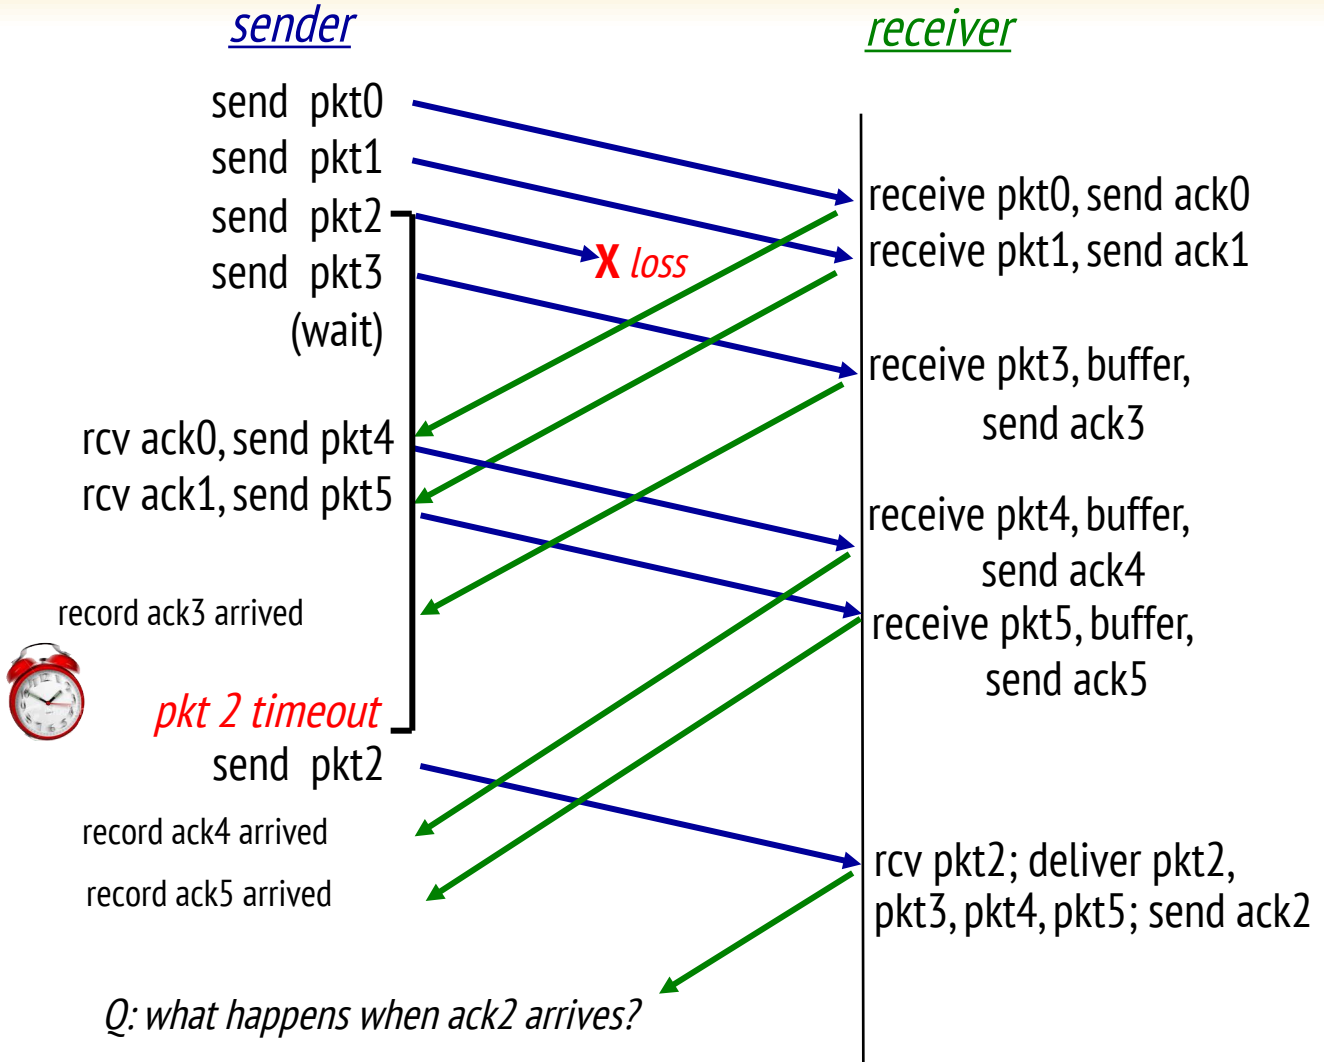 sender
receiver
send pkt0
send pkt1
send pkt2
send pkt3
(wait)
X loss
receive pkt0, send ack0
receive pkt1, send ack1
receive pkt3, buffer,
send ack3
rcv ack0, send pkt4
rcv ack1, send pkt5
receive pkt4, buffer,
send ack4
receive pkt5, buffer,
send ack5
record ack3 arrived
pkt 2 timeout
send pkt2
record ack4 arrived
record ack5 arrived
rcv pkt2; deliver pkt2,
pkt3, pkt4, pkt5; send ack2
Q: what happens when ack2 arrives?